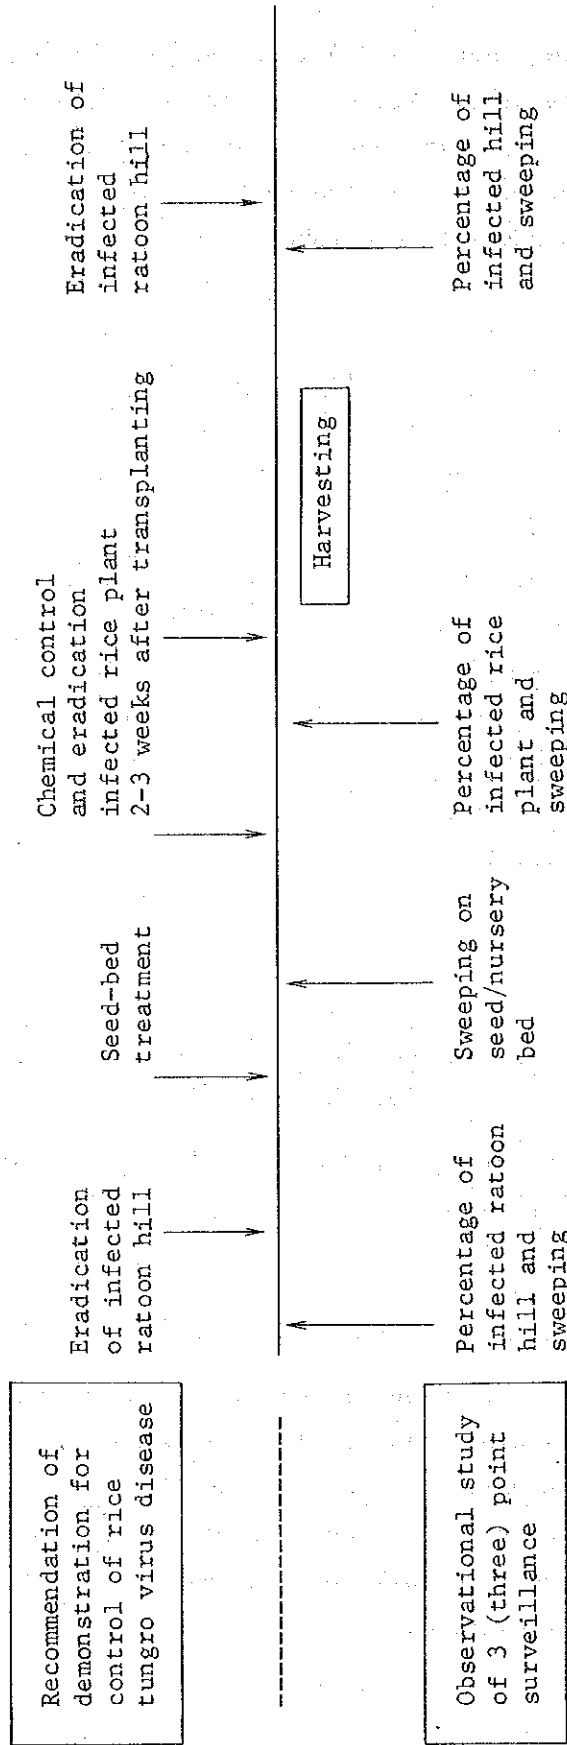 Recommendation of
demonstration for
control of rice
tungro virus disease
Eradication
of infected
ratoon hill
Seed-bed
treatment
Chemical control
and eradication
infected rice plant
2-3 weeks after transplanting
Eradication of
infected
ratoon hill
Harvesting
Observational study
of 3 (three) point
surveillance
Percentage of
infected ratoon
hill and
sweeping
Sweeping on
seed/nursery
bed
Percentage of
infected rice
plant and
sweeping
Percentage of
infected hill
and sweeping